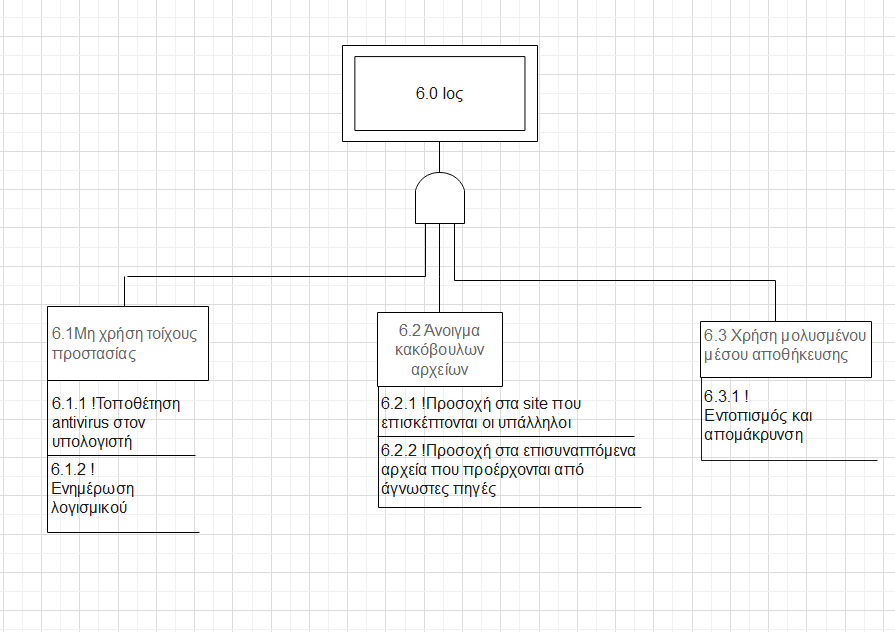 6.0 Ιος
6.1Μη χρήση τοίχους
προστασίας
6.1.1 !Τοποθέτηση
antivirus στον
υπολογιστή
6.1.2 !
Ενημέρωση
λογισμικού
6.2 Άνοιγμα
κακόβουλων
αρχείων
6.2.1 !Προσοχή στα site που
επισκέπτονται οι υπάλληλοι
6.2.2 !Προσοχή στα επισυναπτόμενα
αρχεία που προέρχονται από
άγνωστες πηγές
6.3 Χρήση μολυσμένου
μέσου αποθήκευσης
6.3.1 !
Εντοπισμός και
απομάκρυνση